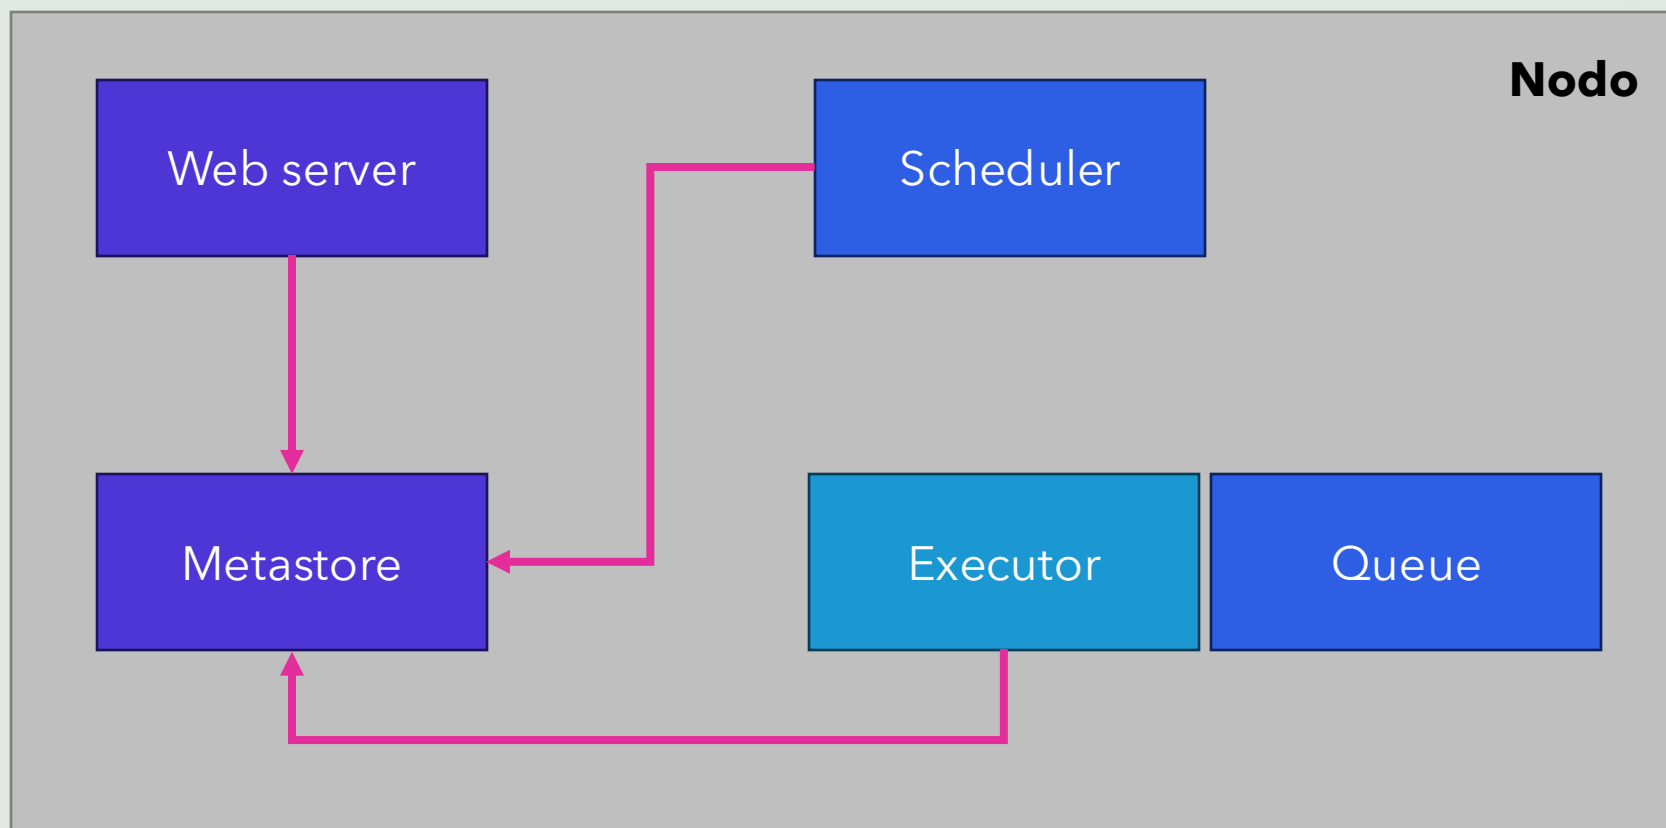 Nodo
Web server
Scheduler
Metastore
Executor
Queue